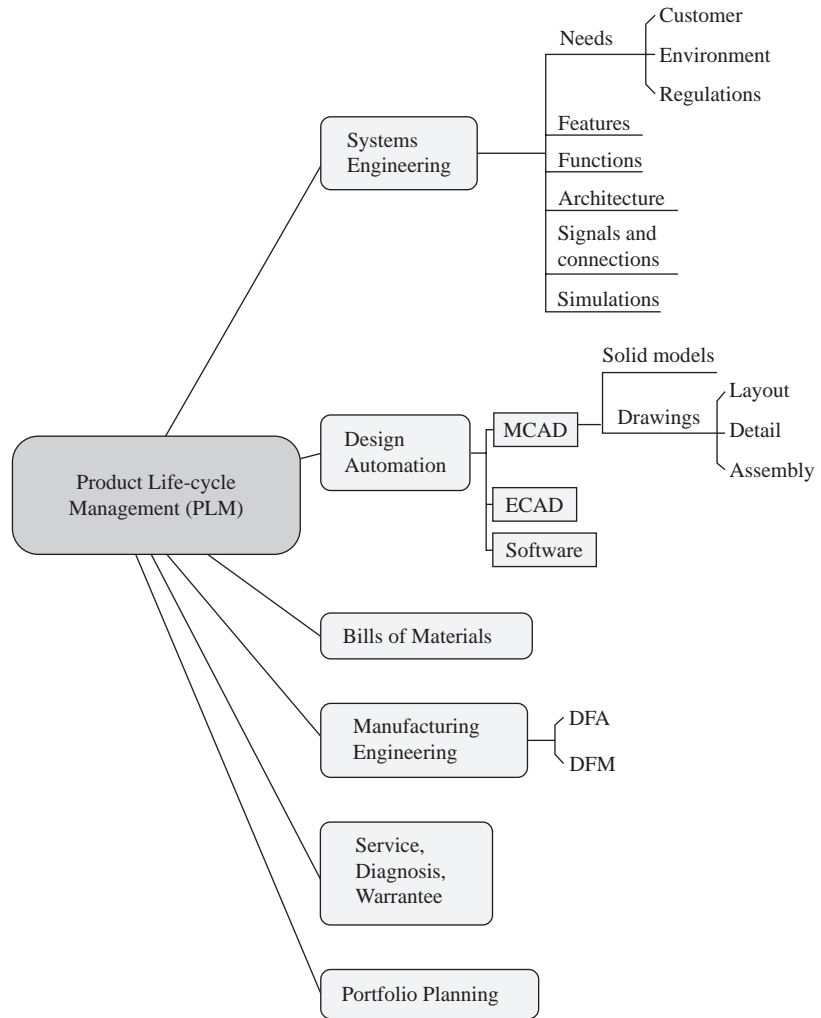 Product Life-cycle
Management (PLM)
Systems
Engineering
Needs
Customer
Environment
Regulations
Features
Functions
Architecture
Signals and
connections
Simulations
Design
Automation
MCAD
Solid models
Drawings
Layout
Detail
Assembly
ECAD
Software
Bills of Materials
Manufacturing
Engineering
DFA
DFM
Service,
Diagnosis,
Warrantee
Portfolio Planning